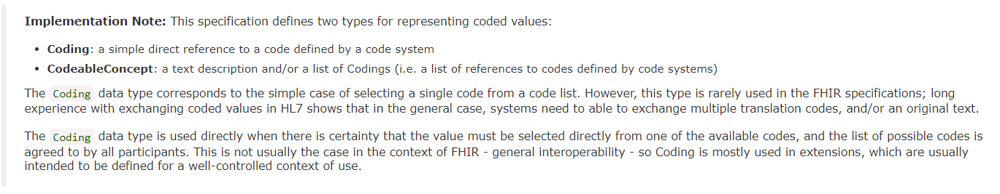 Implementation Note: This specification defines two types for representing coded values:
• Coding: a simple direct reference to a code defined by a code system
• CodeableConcept: a text description and/or a list of Codings (i.e. a list of references to codes defined by code systems)
The Coding data type corresponds to the simple case of selecting a single code from a code list. However, this type is rarely used in the FHIR specifications; long
experience with exchanging coded values in HL7 shows that in the general case, systems need to able to exchange multiple translation codes, and/or an original text.
The Coding data type is used directly when there is certainty that the value must be selected directly from one of the available codes, and the list of possible codes is
agreed to by all participants. This is not usually the case in the context of FHIR - general interoperability - so Coding is mostly used in extensions, which are usually
intended to be defined for a well-controlled context of use.